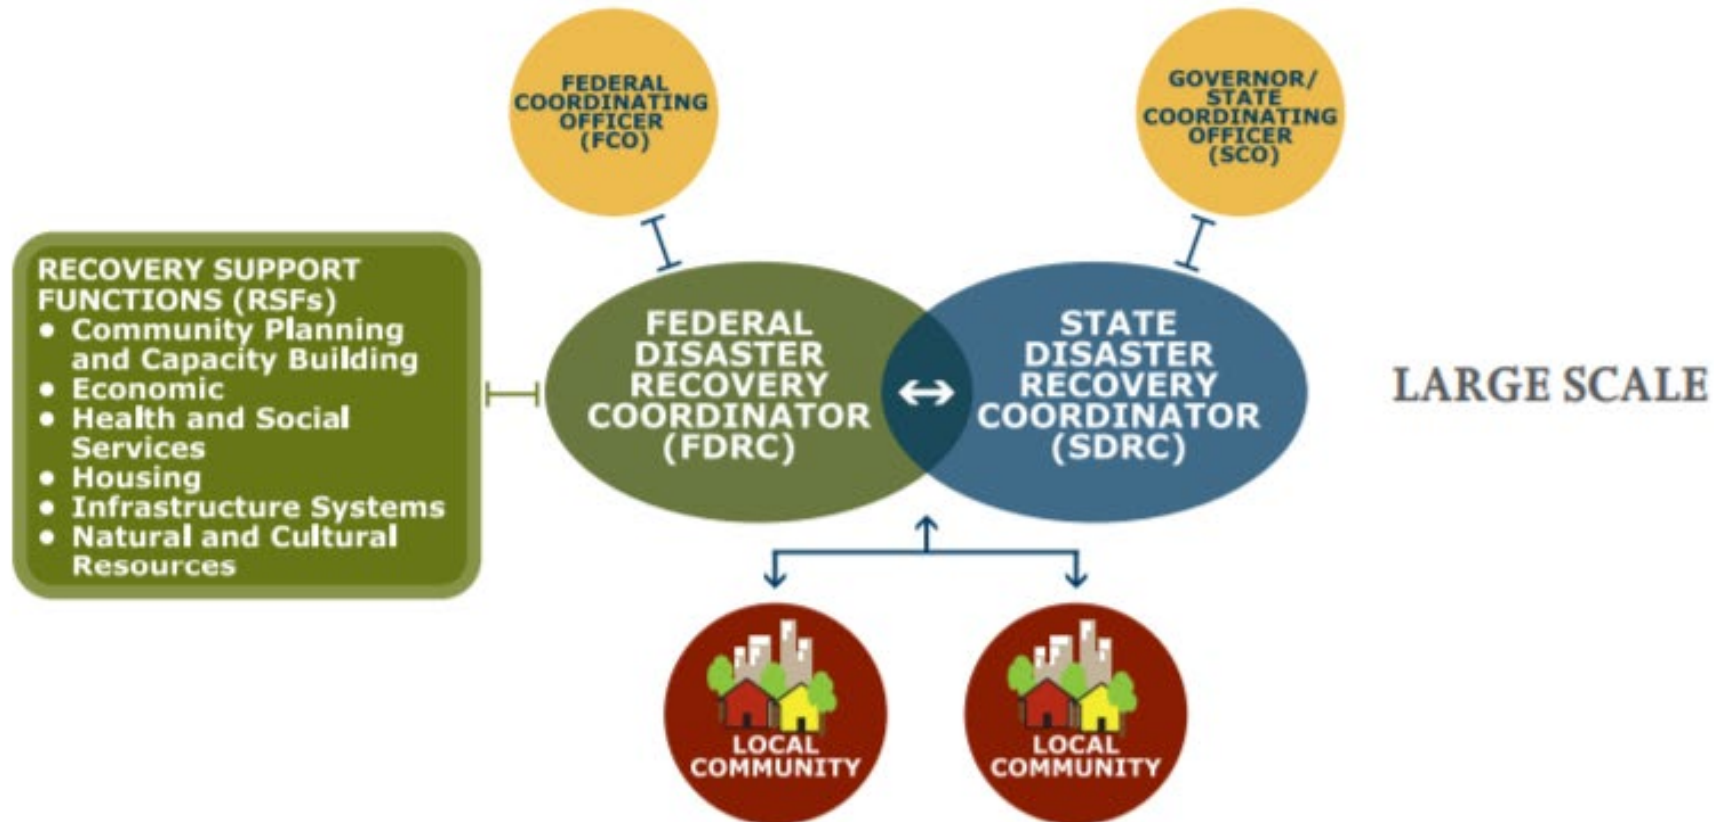 FEDERAL
COORDINATING
OFFICER
(FCO)
GOVERNOR/
STATE
COORDINATING
OFFICER
(SCO)
RECOVERY SUPPORT
FUNCTIONS (RSFs)
● Community Planning
and Capacity Building
● Economic
● Health and Social
Services
● Housing
● Infrastructure Systems
● Natural and Cultural
Resources
FEDERAL
DISASTER
RECOVERY
COORDINATOR
(FDRC)
STATE
DISASTER
RECOVERY
COORDINATOR
(SDRC)
LARGE SCALE
LOCAL
COMMUNITY
LOCAL
COMMUNITY